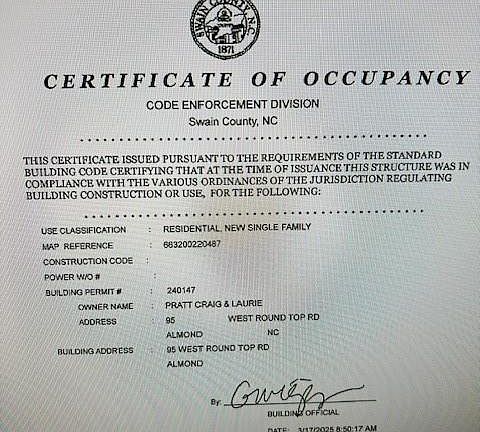 SWAIN COUNTY, N.C.
1871
CERTIFICATE OF OCCUPANCY
CODE ENFORCEMENT DIVISION
Swain County, NC
THIS CERTIFICATE ISSUED PURSUANT TO THE REQUIREMENTS OF THE STANDARD
BUILDING CODE CERTIFYING THAT AT THE TIME OF ISSUANCE THIS STRUCTURE WAS IN
COMPLIANCE WITH THE VARIOUS ORDINANCES OF THE JURISDICTION REGULATING
BUILDING CONSTRUCTION OR USE, FOR THE FOLLOWING:
USE CLASSIFICATION : RESIDENTIAL, NEW SINGLE FAMILY
MAP REFERENCE : 663200220487
CONSTRUCTION CODE :
POWER W/O # :
BUILDING PERMIT # : 240147
OWNER NAME : PRATT CRAIG & LAURIE
ADDRESS : 95 WEST ROUND TOP RD
ALMOND NC
BUILDING ADDRESS : 95 WEST ROUND TOP RD
ALMOND
By:
BUILDING OFFICIAL
DATE: 3/17/2025 8:50:17 AM